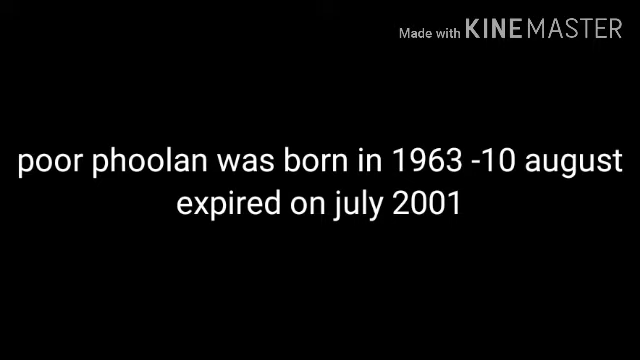 Made with KINEMASTER
poor phoolan was born in 1963 -10 august
expired on july 2001